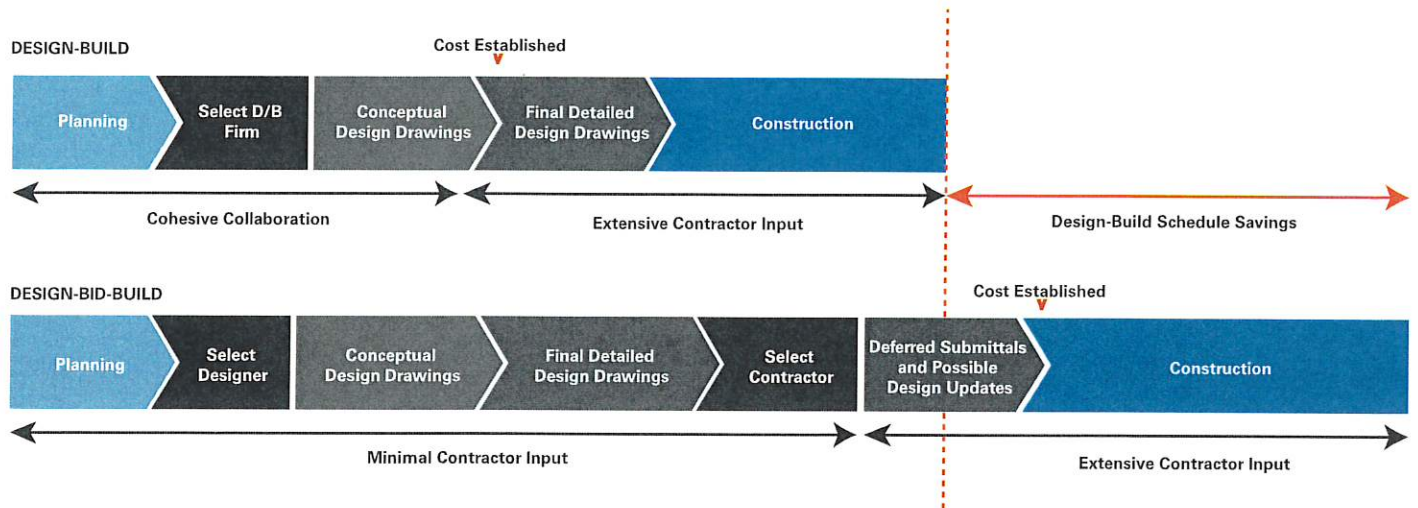 DESIGN-BUILD
Cost Established
Planning
Select D/B
Firm
Conceptual
Design Drawings
Final Detailed
Design Drawings
Construction
Cohesive Collaboration
Extensive Contractor Input
Design-Build Schedule Savings
DESIGN-BID-BUILD
Cost Established
Planning
Select
Designer
Conceptual
Design Drawings
Final Detailed
Design Drawings
Select
Contractor
Deferred Submittals
and Possible
Design Updates
Construction
Minimal Contractor Input
Extensive Contractor Input